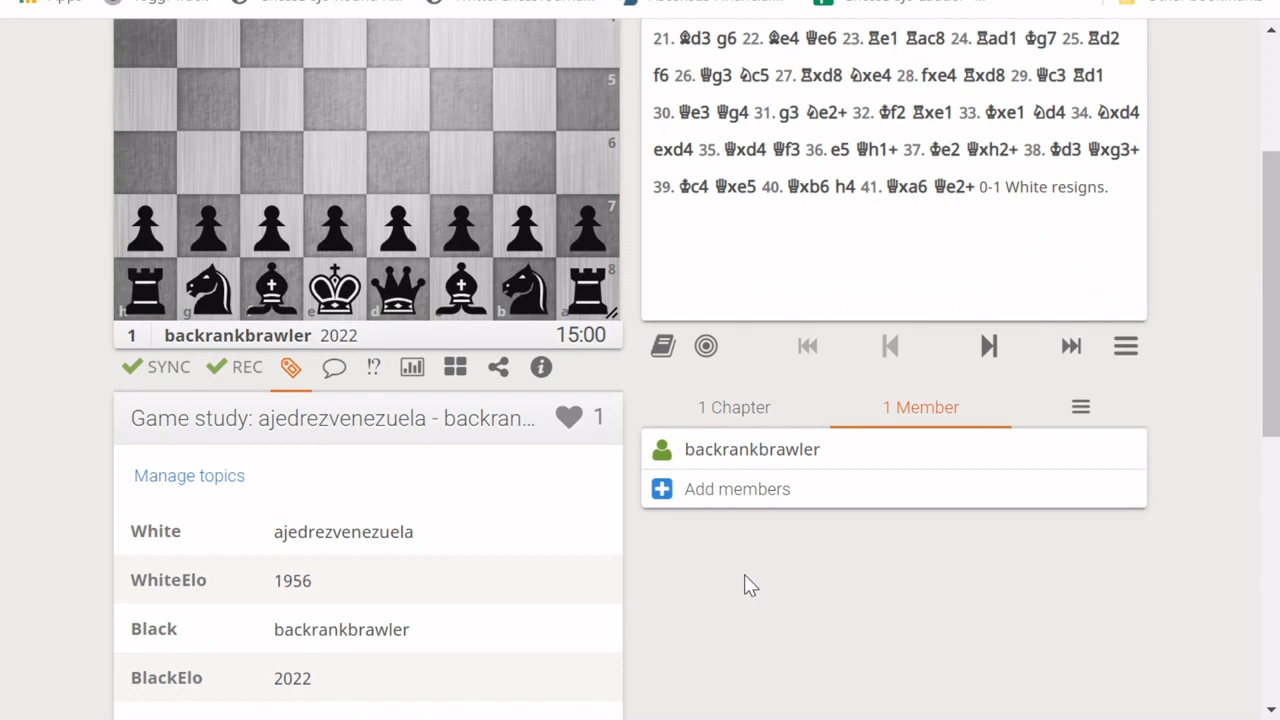 21. ♗d3 g6 22. ♗e4 ♕e6 23. ♖e1 ♖ac8 24. ♖ad1 ♔g7 25. ♖d2
f6 26. ♕g3 ♘c5 27. ♖xd8 ♘xe4 28. fxe4 ♖xd8 29. ♕c3 ♖d1
30. ♕e3 ♕g4 31. g3 ♘e2+ 32. ♔f2 ♖xe1 33. ♔xe1 ♘d4 34. ♘xd4
exd4 35. ♕xd4 ♕f3 36. e5 ♕h1+ 37. ♔e2 ♕xh2+ 38. ♔d3 ♕xg3+
39. ♔c4 ♕xe5 40. ♕xb6 h4 41. ♕xa6 ♕e2+ 0-1 White resigns.
5
6
7
8
h g e d b a
1 backrankbrawler 2022 15:00
SYNC REC !?
Game study: ajedrezvenezuela - backran... 1
Manage topics
White ajedrezvenezuela
WhiteElo 1956
Black backrankbrawler
BlackElo 2022
1 Chapter 1 Member
backrankbrawler
Add members